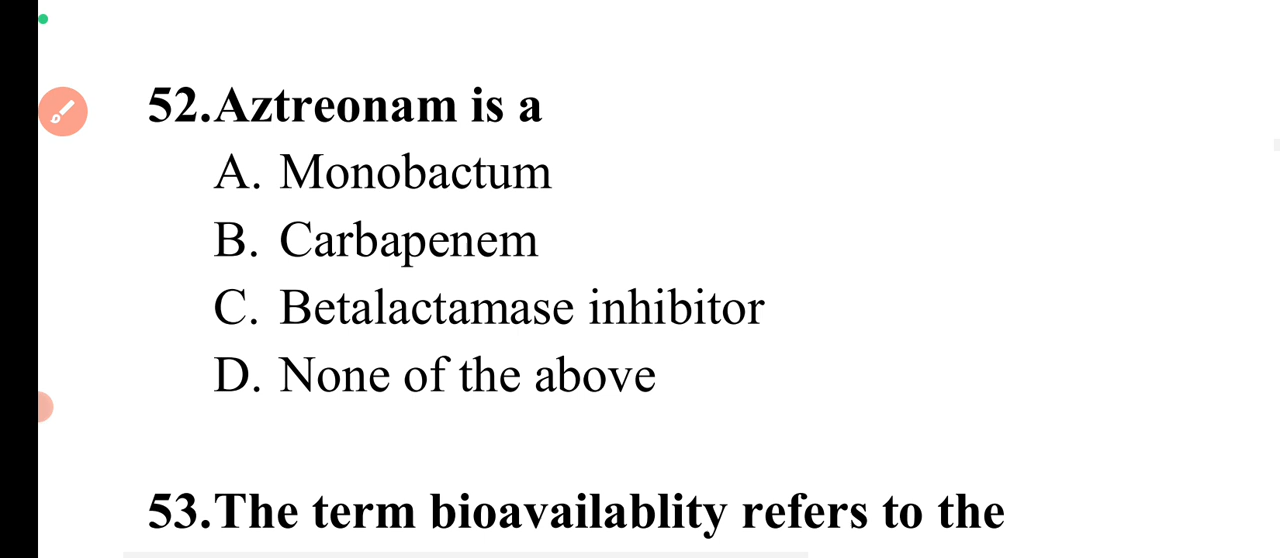 52.Aztreonam is a
A. Monobactum
B. Carbapenem
C. Betalactamase inhibitor
D. None of the above
53.The term bioavailablity refers to the